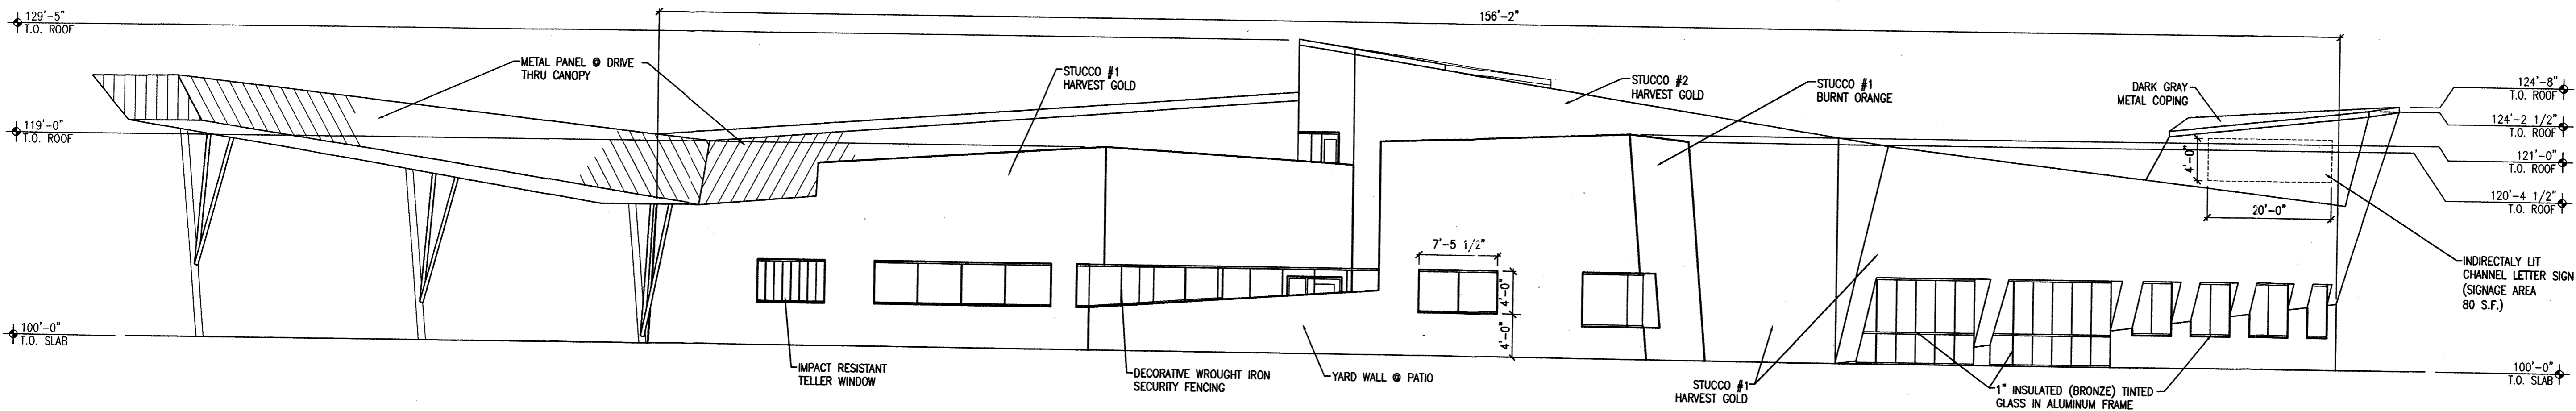 129'-5"
T.O. ROOF
156'-2"
METAL PANEL @ DRIVE
THRU CANOPY
STUCCO #1
HARVEST GOLD
STUCCO #2
HARVEST GOLD
STUCCO #1
BURNT ORANGE
DARK GRAY
METAL COPING
124'-8"
T.O. ROOF
119'-0"
T.O. ROOF
124'-2 1/2"
T.O. ROOF
4'-0"
121'-0"
T.O. ROOF
20'-0"
120'-4 1/2"
T.O. ROOF
7'-5 1/2"
4'-0"
4'-0"
INDIRECTALY LIT
CHANNEL LETTER SIGN
(SIGNAGE AREA
80 S.F.)
100'-0"
T.O. SLAB
IMPACT RESISTANT
TELLER WINDOW
DECORATIVE WROUGHT IRON
SECURITY FENCING
YARD WALL @ PATIO
STUCCO #1
HARVEST GOLD
1" INSULATED (BRONZE) TINTED
GLASS IN ALUMINUM FRAME
100'-0"
T.O. SLAB